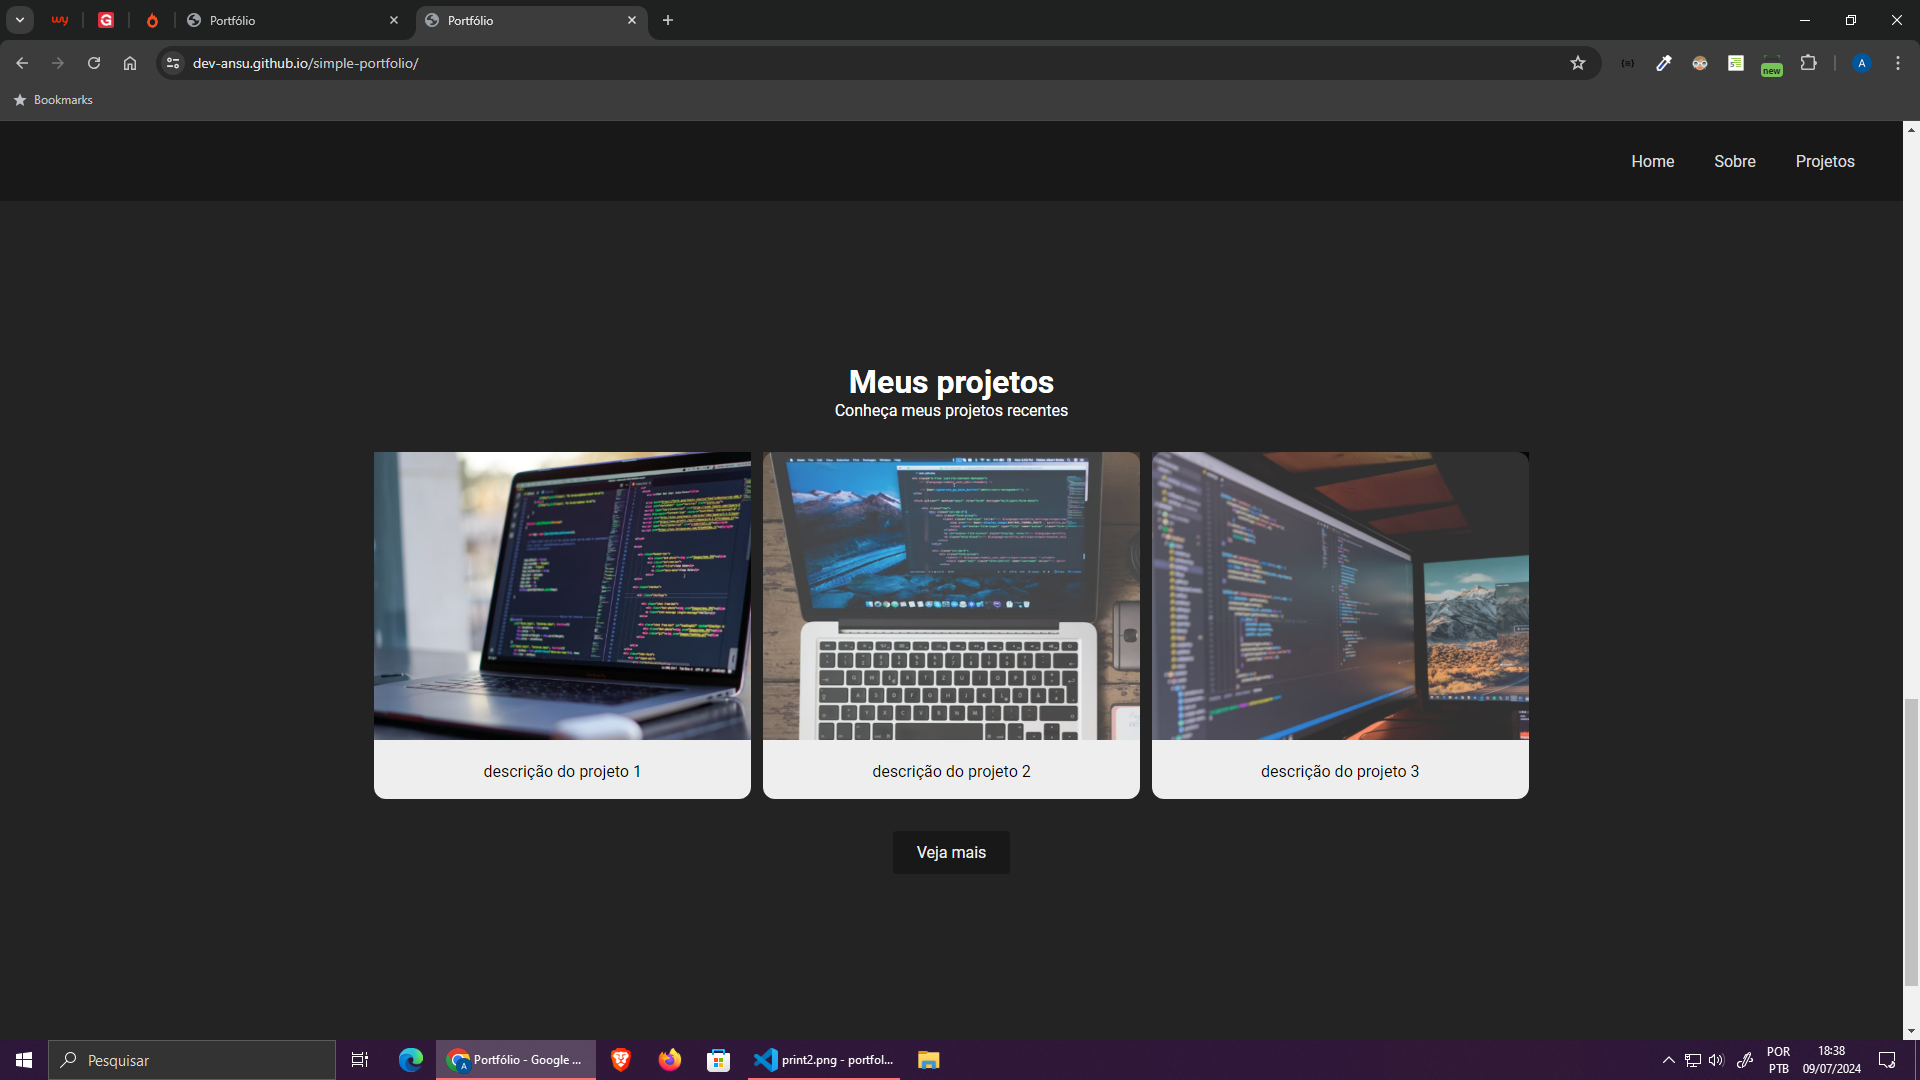 Portfólio
Portfólio
dev-ansu.github.io/simple-portfolio/
new
A
Bookmarks
Home
Sobre
Projetos
Meus projetos
Conheça meus projetos recentes
descrição do projeto 1
descrição do projeto 2
descrição do projeto 3
Veja mais
Pesquisar
A
Portfólio - Google ...
print2.png - portfol...
POR
PTB
18:38
09/07/2024